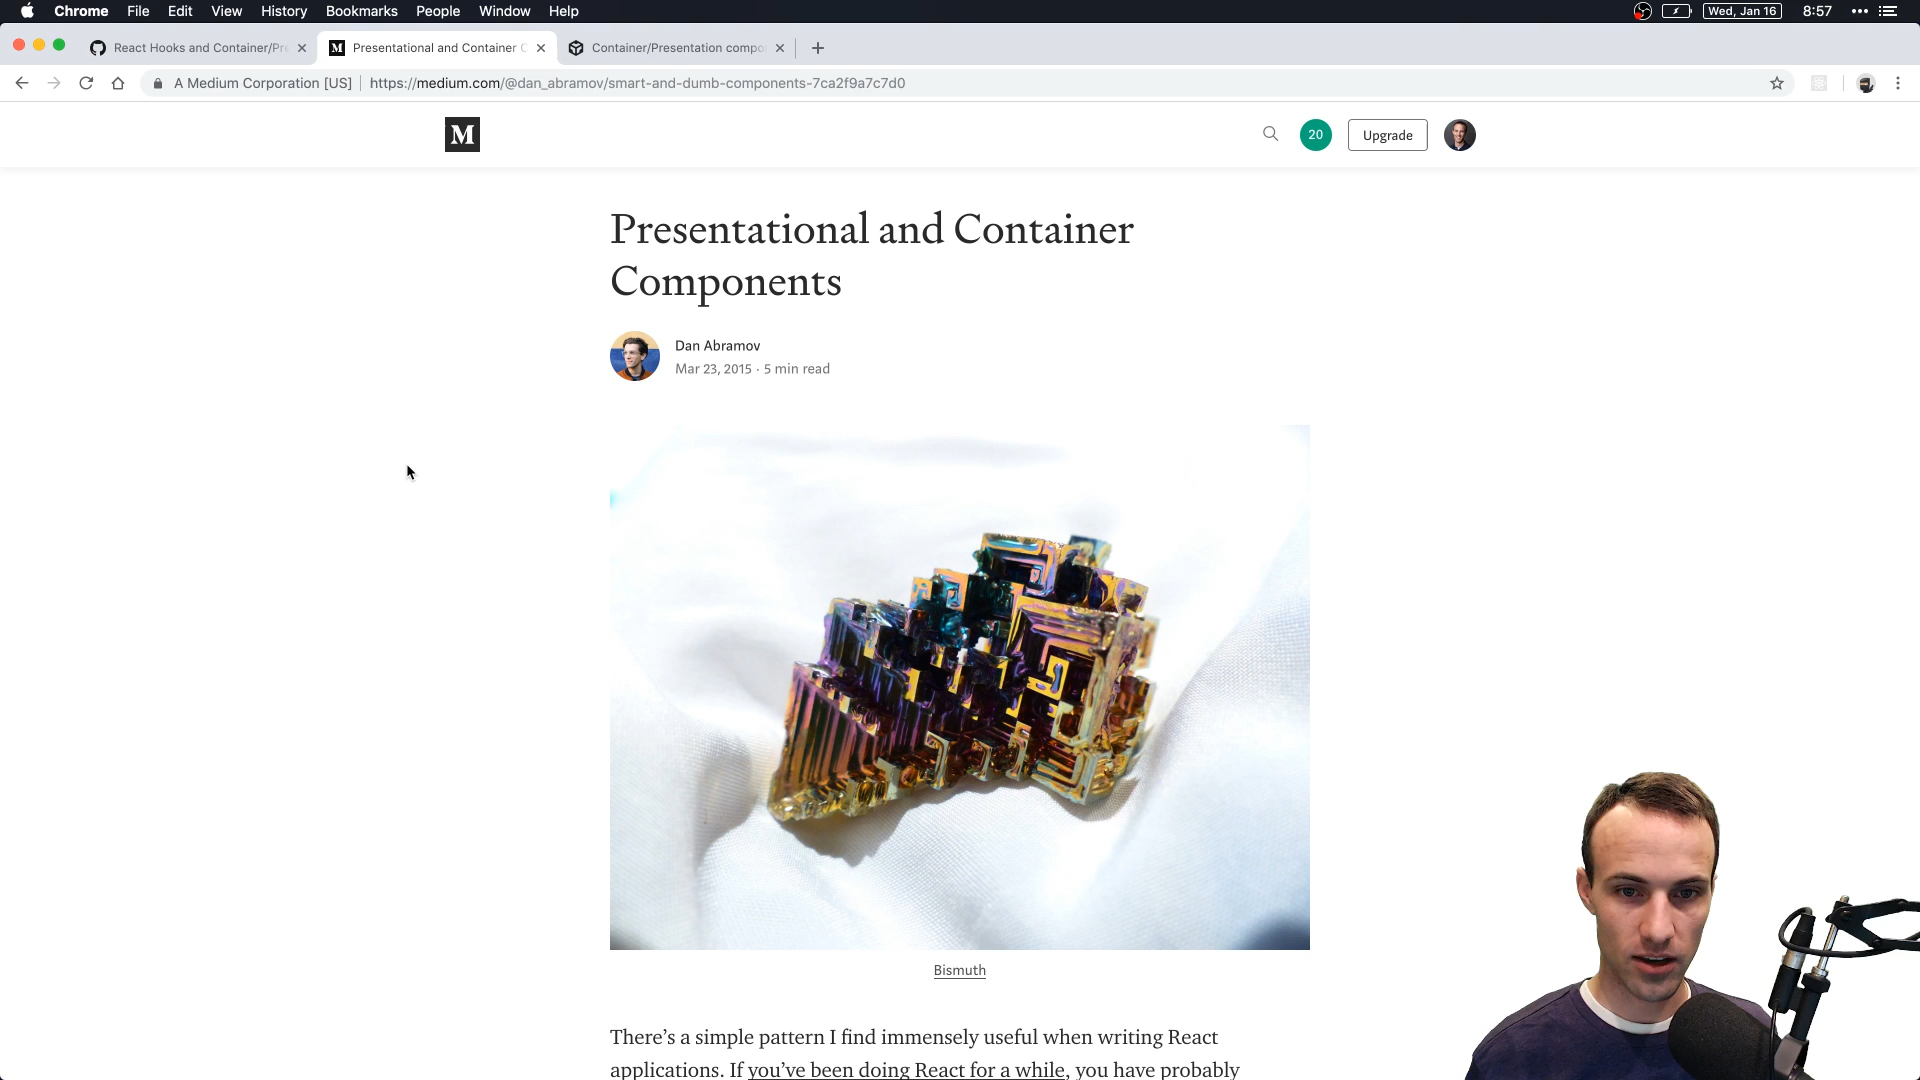 Chrome File Edit View History Bookmarks People Window Help
Wed, Jan 16 8:57
React Hooks and Container/Pre
Presentational and Container C
Container/Presentation compo
A Medium Corporation [US] https://medium.com/@dan_abramov/smart-and-dumb-components-7ca2f9a7c7d0
M
20
Upgrade
Presentational and Container
Components
Dan Abramov
Mar 23, 2015 · 5 min read
Bismuth
There’s a simple pattern I find immensely useful when writing React
applications. If you’ve been doing React for a while, you have probably